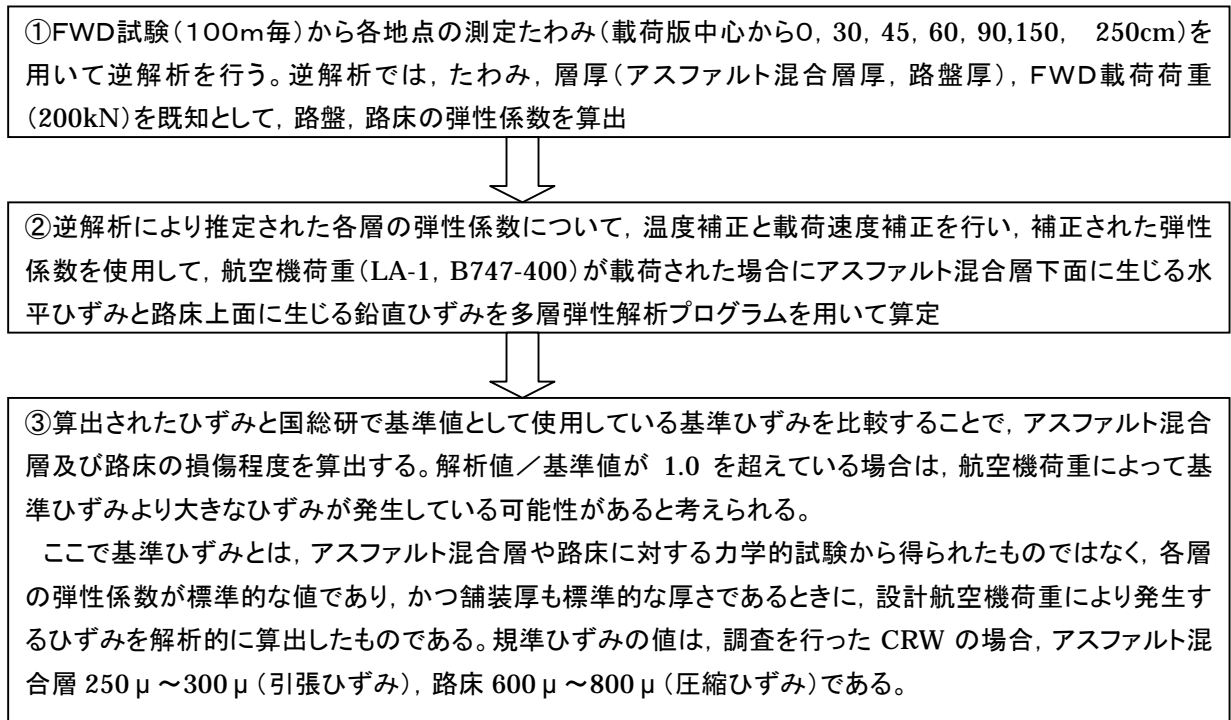 ①FWD試験(100m毎)から各地点の測定たわみ(載荷版中心から0, 30, 45, 60, 90,150, 250cm)を
用いて逆解析を行う。逆解析では, たわみ, 層厚(アスファルト混合層厚, 路盤厚), FWD載荷荷重
(200kN)を既知として, 路盤, 路床の弾性係数を算出
②逆解析により推定された各層の弾性係数について, 温度補正と載荷速度補正を行い, 補正された弾性
係数を使用して, 航空機荷重(LA-1, B747-400)が載荷された場合にアスファルト混合層下面に生じる水
平ひずみと路床上面に生じる鉛直ひずみを多層弾性解析プログラムを用いて算定
③算出されたひずみと国総研で基準値として使用している基準ひずみを比較することで, アスファルト混合
層及び路床の損傷程度を算出する。解析値/基準値が 1.0 を超えている場合は, 航空機荷重によって基
準ひずみより大きなひずみが発生している可能性があると考えられる。
ここで基準ひずみとは, アスファルト混合層や路床に対する力学的試験から得られたものではなく, 各層
の弾性係数が標準的な値であり, かつ舗装厚も標準的な厚さであるときに, 設計航空機荷重により発生す
るひずみを解析的に算出したものである。規準ひずみの値は, 調査を行った CRW の場合, アスファルト混
合層 250μ~300μ(引張ひずみ), 路床 600μ~800μ(圧縮ひずみ)である。